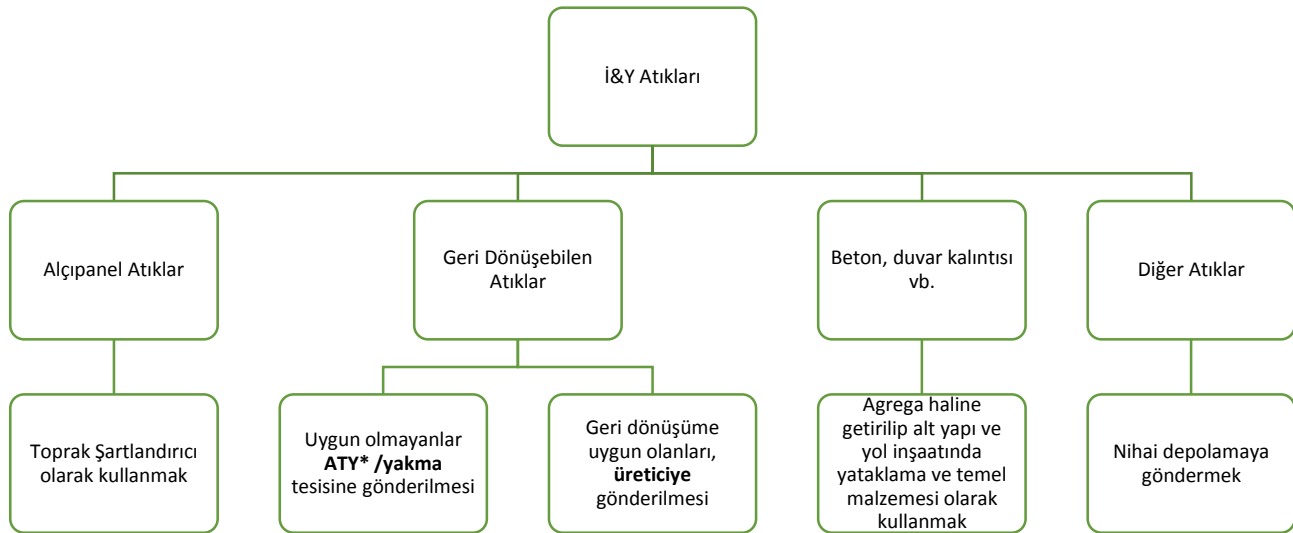 İ&Y Atıkları
Alçıpanel Atıklar
Geri Dönüşebilen
Atıklar
Beton, duvar kalıntısı
vb.
Diğer Atıklar
Toprak Şartlandırıcı
olarak kullanmak
Uygun olmayanlar
ATY* /yakma
tesisine gönderilmesi
Geri dönüşüme
uygun olanları,
üreticiye
gönderilmesi
Agrega haline
getirilip alt yapı ve
yol inşaatında
yataklama ve temel
malzemesi olarak
kullanmak
Nihai depolamaya
göndermek